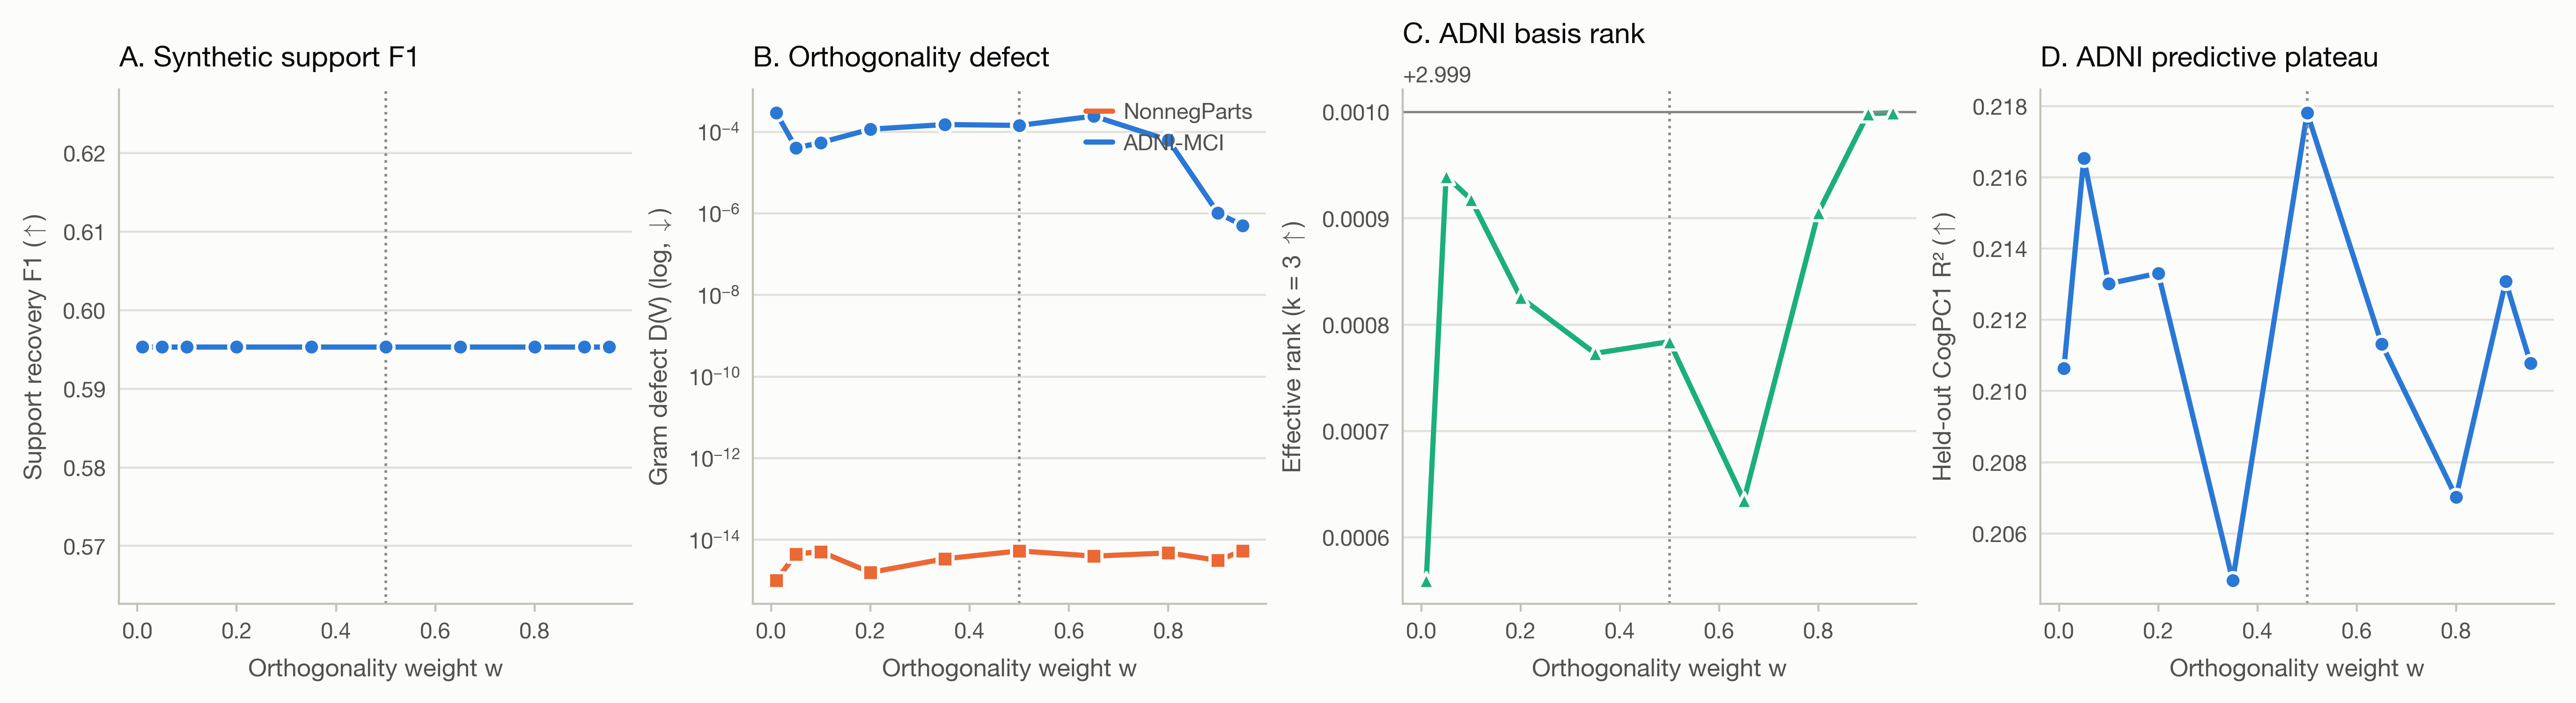 A. Synthetic support F1
Support recovery F1 (↑)
0.62
0.61
0.60
0.59
0.58
0.57
0.0 0.2 0.4 0.6 0.8
Orthogonality weight w
B. Orthogonality defect
Gram defect D(V) (log, ↓)
10⁻⁴
10⁻⁶
10⁻⁸
10⁻¹⁰
10⁻¹²
10⁻¹⁴
NonnegParts
ADNI-MCI
0.0 0.2 0.4 0.6 0.8
Orthogonality weight w
C. ADNI basis rank
+2.999
Effective rank (k = 3 ↑)
0.0010
0.0009
0.0008
0.0007
0.0006
0.0 0.2 0.4 0.6 0.8
Orthogonality weight w
D. ADNI predictive plateau
Held-out CogPC1 R² (↑)
0.218
0.216
0.214
0.212
0.210
0.208
0.206
0.0 0.2 0.4 0.6 0.8
Orthogonality weight w